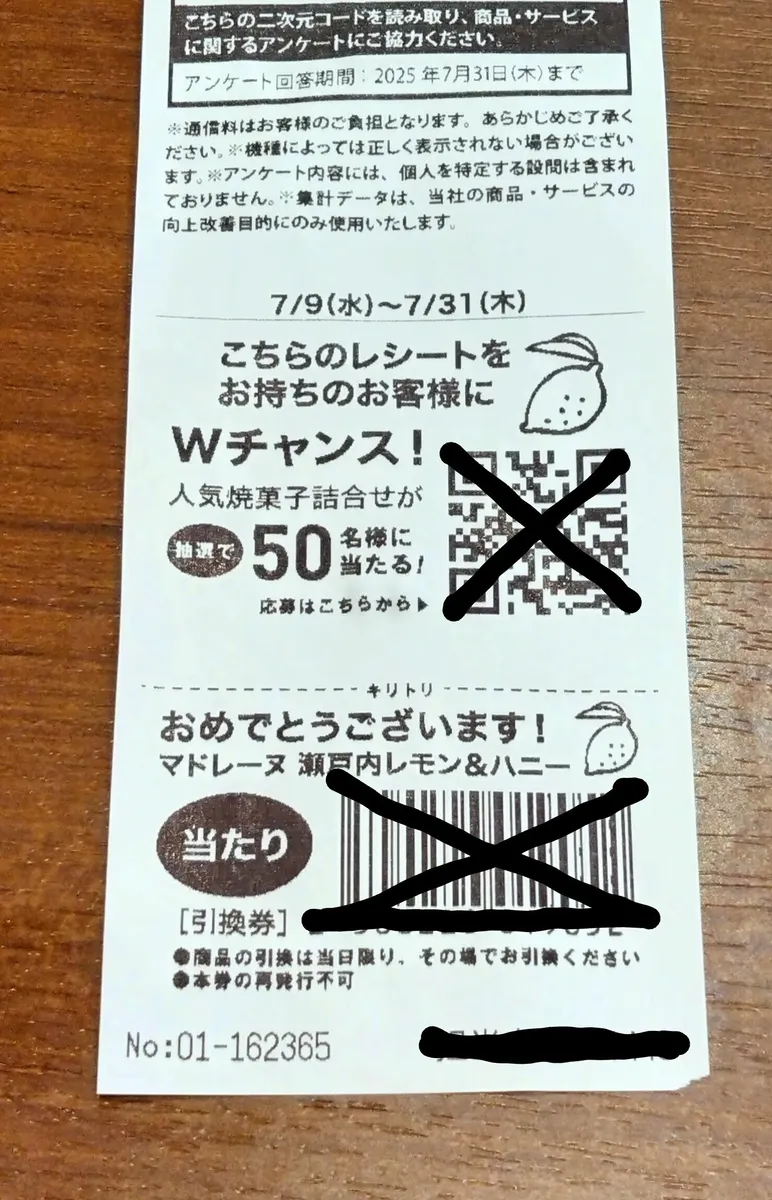 こちらの二次元コードを読み取り、商品・サービス
に関するアンケートにご協力ください。
アンケート回答期間：2025年7月31日(木)まで
※通信料はお客様のご負担となります。あらかじめご了承く
ださい。※機種によっては正しく表示されない場合がござい
ます。※アンケート内容には、個人を特定する設問は含まれ
ておりません。※集計データは、当社の商品・サービスの
向上改善目的にのみ使用いたします。
7/9(水)～7/31(木)
こちらのレシートを
お持ちのお客様に
Wチャンス！
人気焼菓子詰合せが
抽選で 50 名様に
当たる！
応募はこちらから▶
キリトリ
おめでとうございます！
マドレーヌ 瀬戸内レモン&ハニー
当たり
[引換券]
●商品の引換は当日限り、その場でお引換ください
●本券の再発行不可
No:01-162365